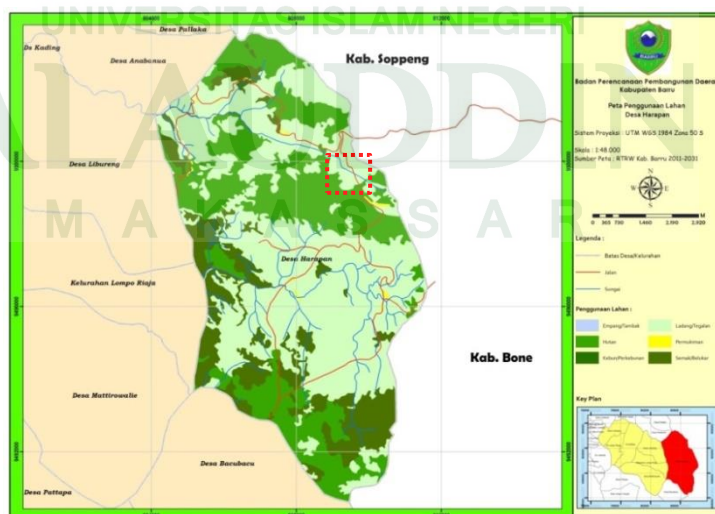 UNIVERSITAS ISLAM NEGERI
ALAUDDIN
MAKASSAR
Desa Pallaka
Ds Kading
Desa Anabanua
Kab. Soppeng
Desa Libureng
Desa Harapan
Kelurahan Lompo Riaja
Kab. Bone
Desa Mattirowalie
Desa Bacubacu
Desa Pattapa
Badan Perencanaan Pembangunan Daera
Kabupaten Barru
Peta Penggunaan Lahan
Desa Harapan
Sistem Proyeksi : UTM WGS 1984 Zona 50 S
Skala : 1:48.000
Sumber Peta : RTRW Kab. Barru 2011-2031
W E
Legenda :
Batas Desa/Kelurahan
Jalan
Sungai
Penggunaan Lahan :
Empang/Tambak
Ladang/Tegalan
Hutan
Permukiman
Kebun/Perkebunan
Semak/Belukar
Key Plan